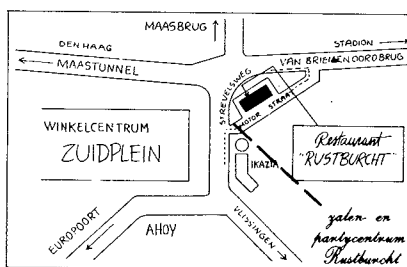 MAASBRUG
DEN HAAG
MAASTUNNEL
STADION
VAN BRIENENOORDBRUG
STREVELSWEG
MOTOR STRAAT
WINKELCENTRUM
ZUIDPLEIN
Restaurant
"RUSTBURCHT
IKAZIA
EUROPOORT
AHOY
VLISSINGEN
zalen- en
partycentrum
Rustburcht